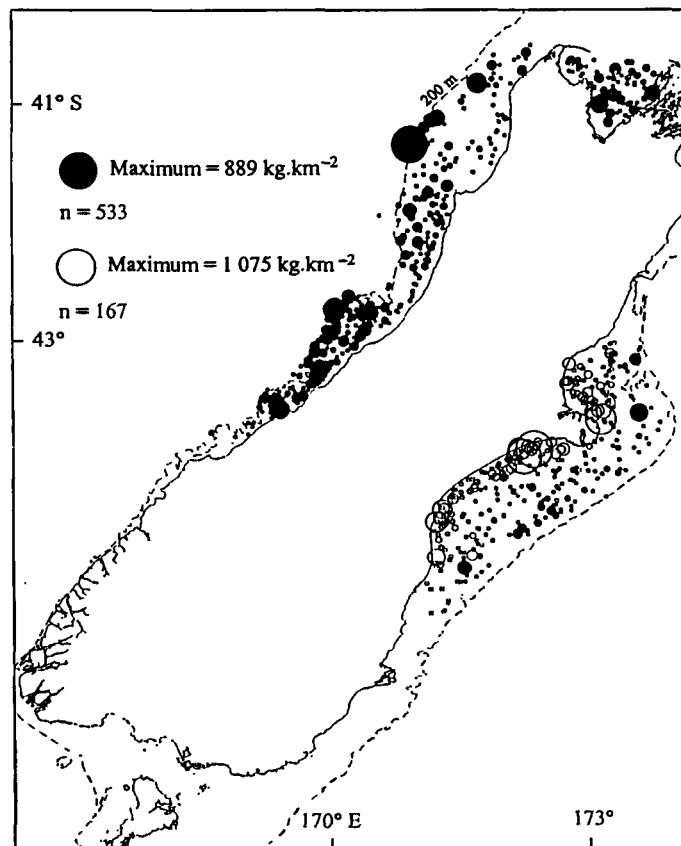 200 m
41° S
Maximum = 889 kg.km⁻²
n = 533
Maximum = 1 075 kg.km⁻²
n = 167
43°
170° E
173°